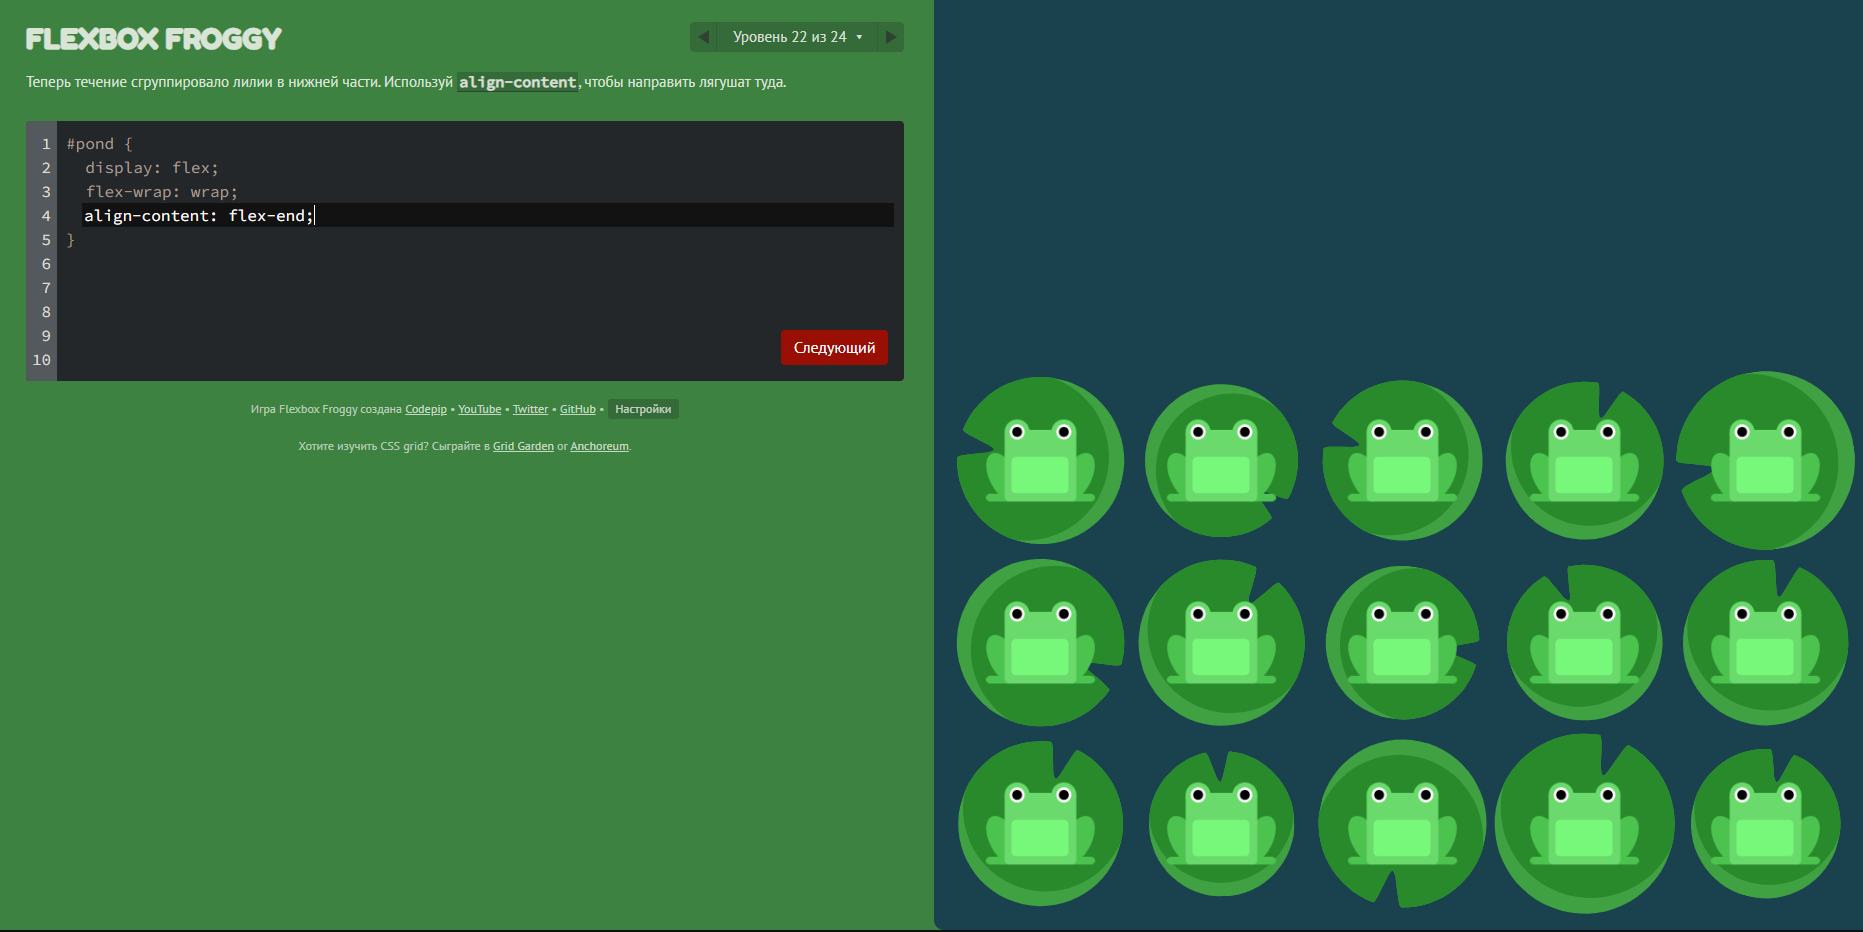 FLEXBOX FROGGY
Уровень 22 из 24
Теперь течение сгруппировало лилии в нижней части. Используй align-content, чтобы направить лягушат туда.
1 #pond {
2 display: flex;
3 flex-wrap: wrap;
4 align-content: flex-end;
5 }
6
7
8
9
10
Следующий
Игра Flexbox Froggy создана Codepip • YouTube • Twitter • GitHub • Настройки
Хотите изучить CSS grid? Сыграйте в Grid Garden or Anchoreum.